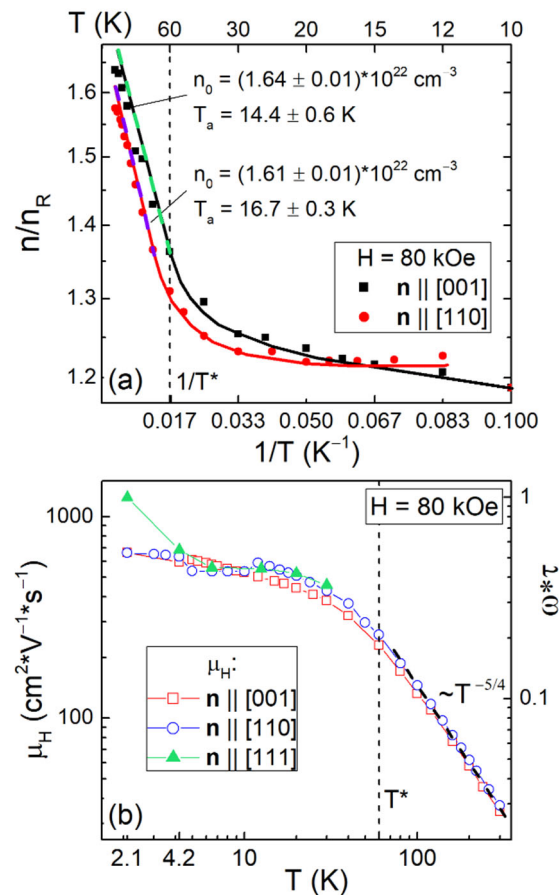 T (K)
60 30 20 15 12 10
n₀ = (1.64 ± 0.01)*10²² cm⁻³
Tₐ = 14.4 ± 0.6 K
n₀ = (1.61 ± 0.01)*10²² cm⁻³
Tₐ = 16.7 ± 0.3 K
n/n_R
1.6
1.5
1.4
1.3
1.2
H = 80 kOe
n || [001]
n || [110]
(a)
1/T*
0.017 0.033 0.050 0.067 0.083 0.100
1/T (K⁻¹)
H = 80 kOe
μ_H (cm²*V⁻¹*s⁻¹)
1000
100
ω*τ
1
0.1
~T⁻⁵/⁴
μ_H:
n || [001]
n || [110]
n || [111]
T*
(b)
2.1 4.2 10 100
T (K)